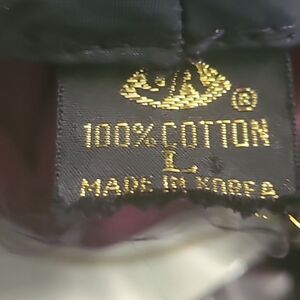 ®
100% COTTON
L
MADE IN KOREA